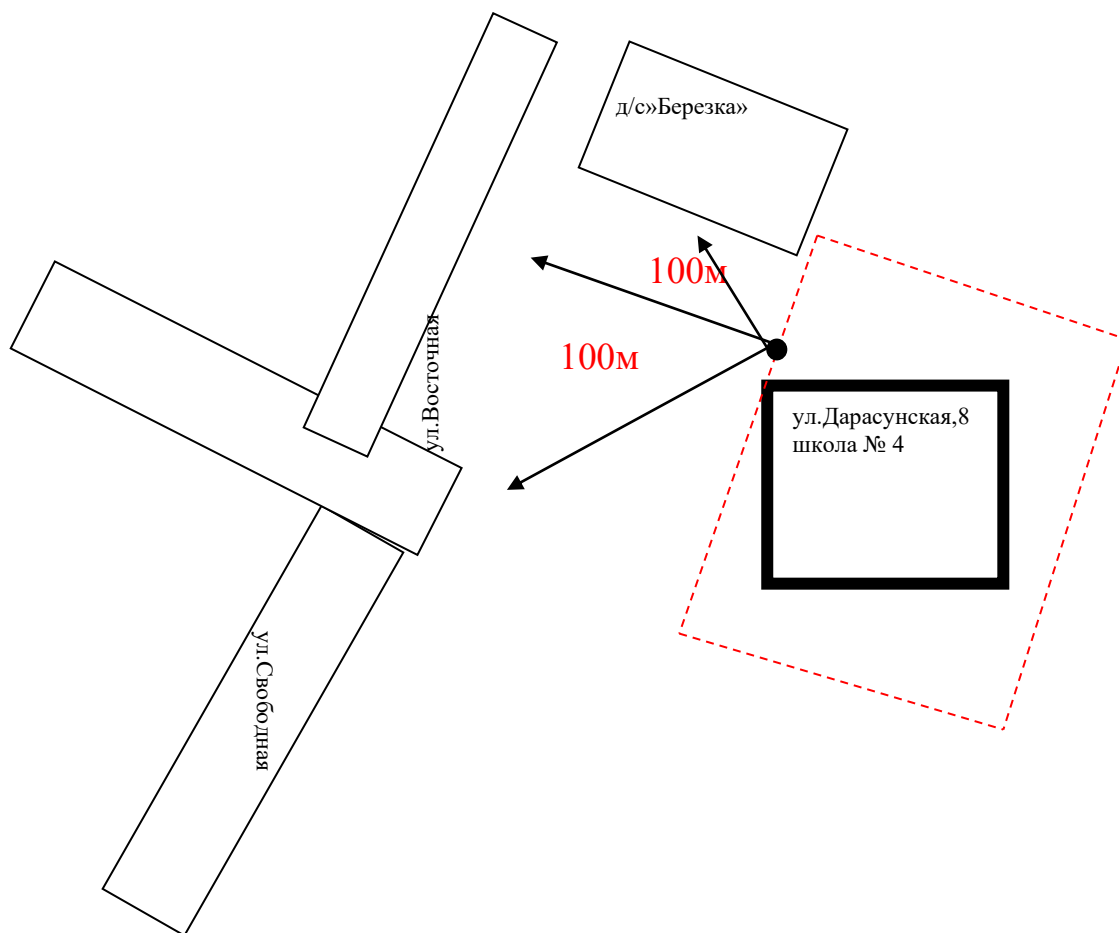 д/с»Березка»
100м
100м
ул.Восточная
ул.Дарасунская,8
школа № 4
ул.Свободная